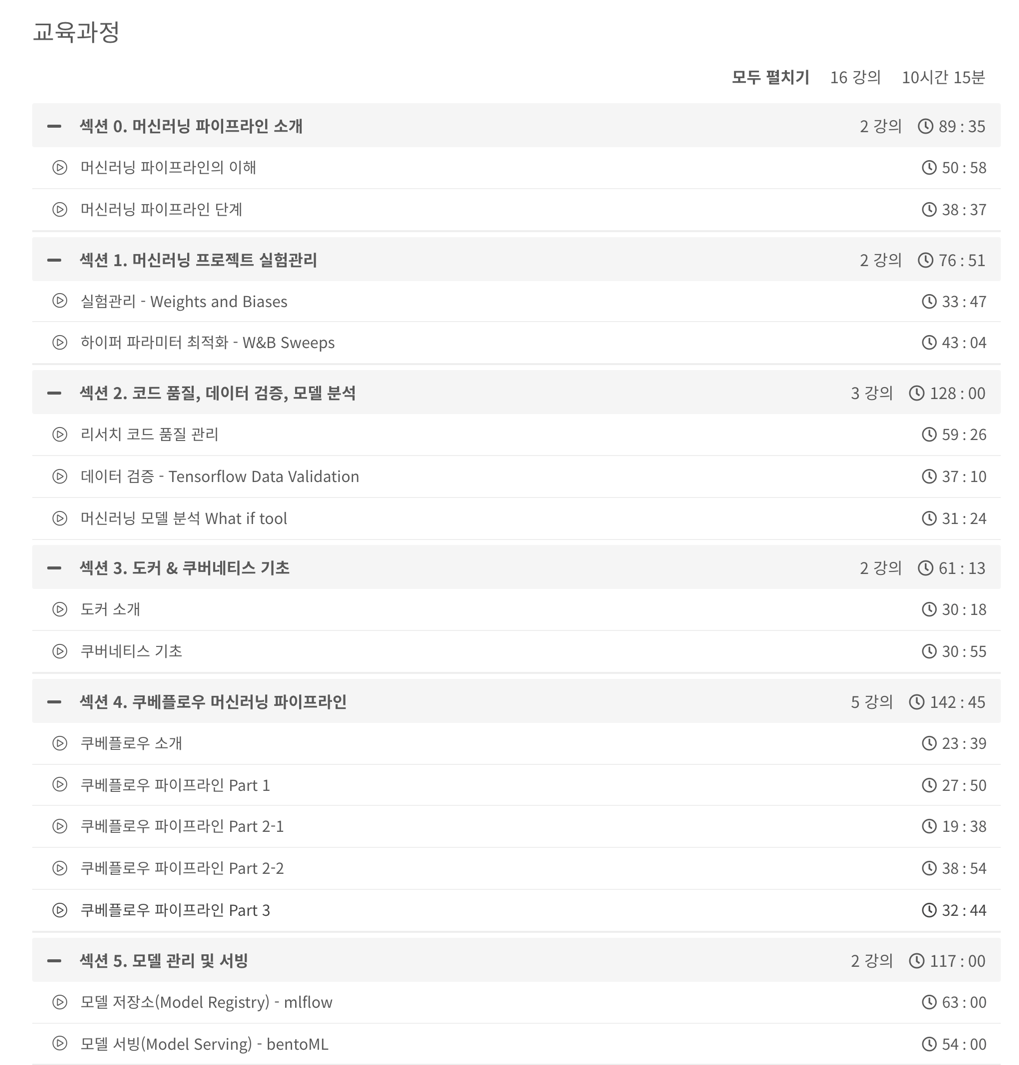 교육과정
모두 펼치기 16 강의 10시간 15분
섹션 0. 머신러닝 파이프라인 소개 2 강의 89 : 35
머신러닝 파이프라인의 이해 50 : 58
머신러닝 파이프라인 단계 38 : 37
섹션 1. 머신러닝 프로젝트 실험관리 2 강의 76 : 51
실험관리 - Weights and Biases 33 : 47
하이퍼 파라미터 최적화 - W&B Sweeps 43 : 04
섹션 2. 코드 품질, 데이터 검증, 모델 분석 3 강의 128 : 00
리서치 코드 품질 관리 59 : 26
데이터 검증 - Tensorflow Data Validation 37 : 10
머신러닝 모델 분석 What if tool 31 : 24
섹션 3. 도커 & 쿠버네티스 기초 2 강의 61 : 13
도커 소개 30 : 18
쿠버네티스 기초 30 : 55
섹션 4. 쿠베플로우 머신러닝 파이프라인 5 강의 142 : 45
쿠베플로우 소개 23 : 39
쿠베플로우 파이프라인 Part 1 27 : 50
쿠베플로우 파이프라인 Part 2-1 19 : 38
쿠베플로우 파이프라인 Part 2-2 38 : 54
쿠베플로우 파이프라인 Part 3 32 : 44
섹션 5. 모델 관리 및 서빙 2 강의 117 : 00
모델 저장소(Model Registry) - mlflow 63 : 00
모델 서빙(Model Serving) - bentoML 54 : 00